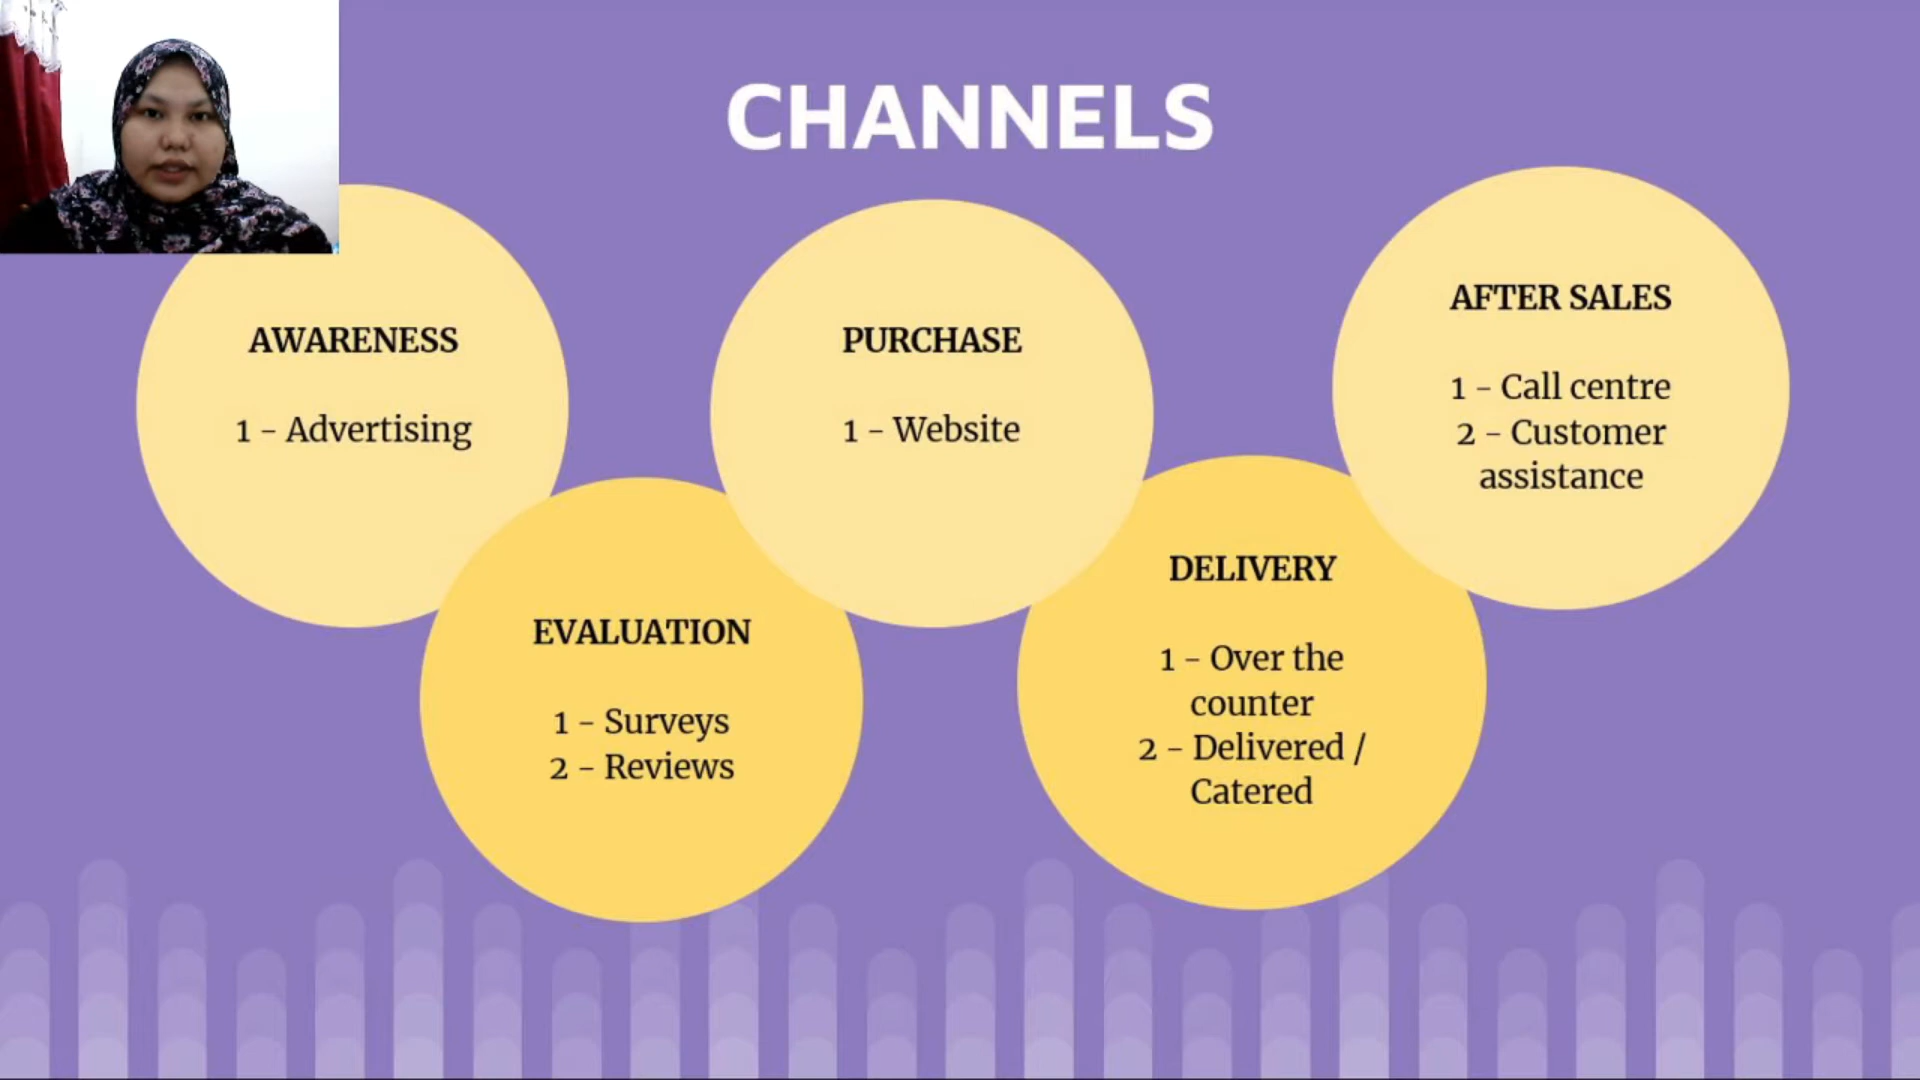 CHANNELS
AWARENESS
1 - Advertising
EVALUATION
1 - Surveys
2 - Reviews
PURCHASE
1 - Website
DELIVERY
1 - Over the
counter
2 - Delivered /
Catered
AFTER SALES
1 - Call centre
2 - Customer
assistance